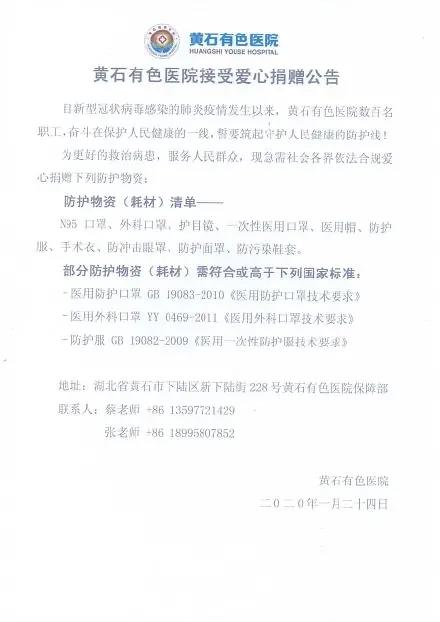 黄石有色医院
HUANGSHI YOUSE HOSPITAL
黄石有色医院接受爱心捐赠公告
自新型冠状病毒感染的肺炎疫情发生以来，黄石有色医院数百名
职工,奋斗在保护人民健康的一线,誓要筑起守护人民健康的防护线！
为更好的救治病患，服务人民群众，现急需社会各界依法合规爱
心捐赠下列防护物资:
防护物资（耗材）清单——
N95 口罩、外科口罩、护目镜、一次性医用口罩、医用帽、防护
服、手术衣、防冲击眼罩、防护面罩、防污染鞋套。
部分防护物资（耗材）需符合或高于下列国家标准:
-医用防护口罩 GB 19083-2010《医用防护口罩技术要求》
-医用外科口罩 YY 0469-2011《医用外科口罩技术要求》
-防护服 GB 19082-2009《医用一次性防护服技术要求》
地址: 湖北省黄石市下陆区新下陆街 228 号黄石有色医院保障部
联系人: 蔡老师 +86 13597721429
张老师 +86 18995807852
黄石有色医院
二〇二〇年一月二十四日